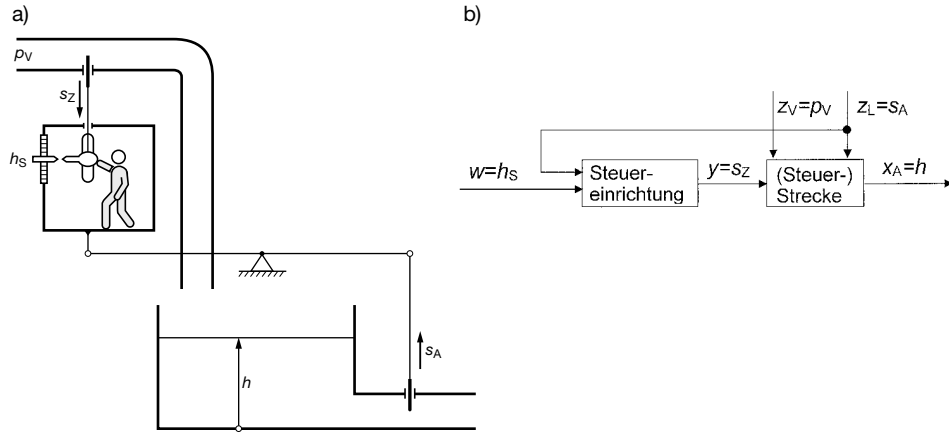 a)
p_V
s_Z
h_S
h
s_A
b)
z_V=p_V
z_L=s_A
w=h_S
Steuer-
einrichtung
y=s_Z
(Steuer-)
Strecke
x_A=h